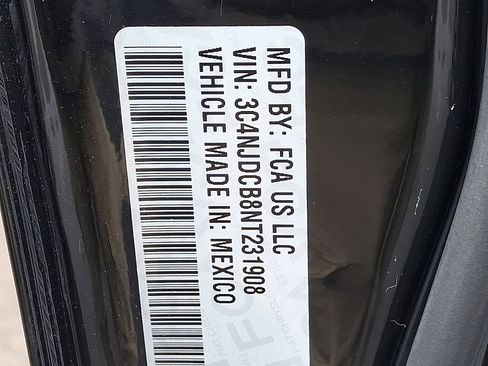 MFD BY: FCA US LLC
VIN: 3C4NJDCB8NT231908
VEHICLE MADE IN: MEXICO